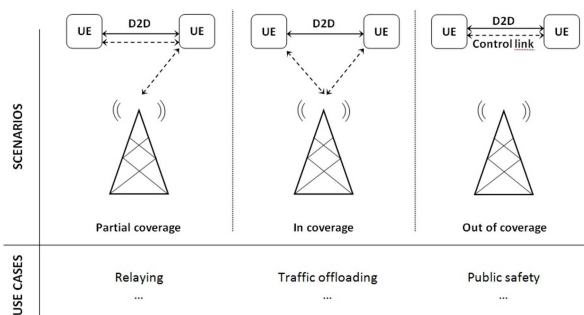 UE D2D UE
UE D2D UE
UE D2D UE
Control link
SCENARIOS
Partial coverage
In coverage
Out of coverage
USE CASES
Relaying
...
Traffic offloading
...
Public safety
...